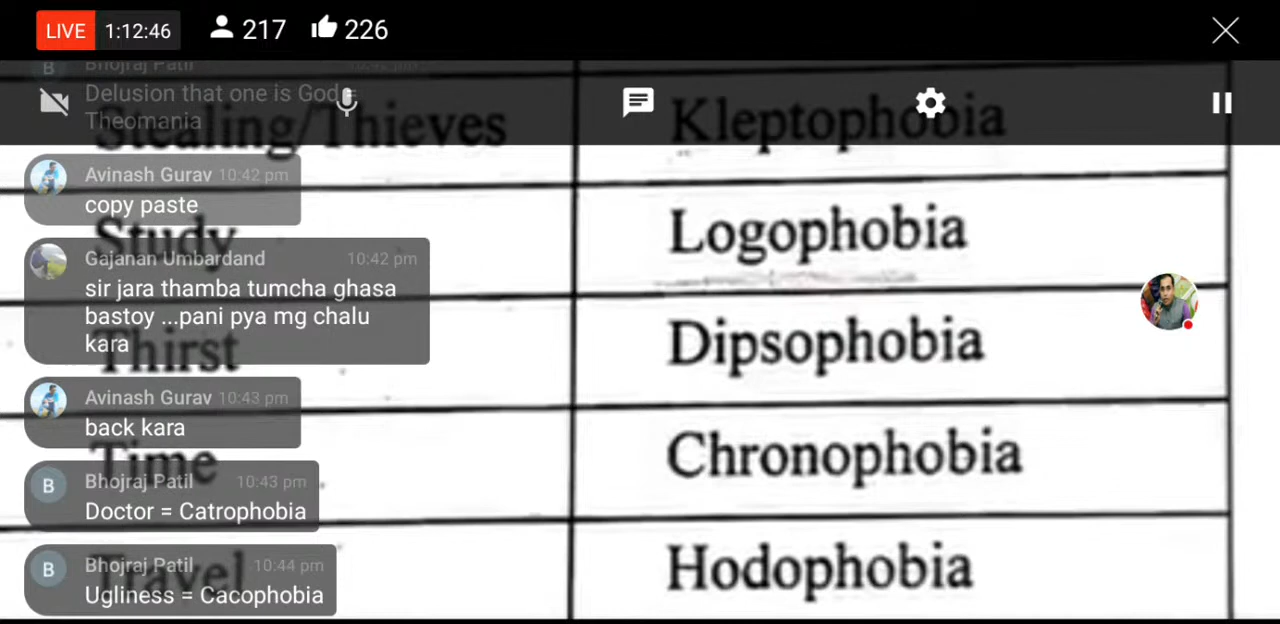 LIVE 1:12:46 217 226
Bhojraj Patil 10:42 pm
Delusion that one is God =
Theomania
Stealing/Thieves Kleptophobia
Avinash Gurav 10:42 pm
copy paste
Study Logophobia
Gajanan Umbardand 10:42 pm
sir jara thamba tumcha ghasa
bastoy ...pani pya mg chalu
kara
Thirst Dipsophobia
Avinash Gurav 10:43 pm
back kara
Time Chronophobia
Bhojraj Patil 10:43 pm
Doctor = Catrophobia
Travel Hodophobia
Bhojraj Patil 10:44 pm
Ugliness = Cacophobia
B
B
B